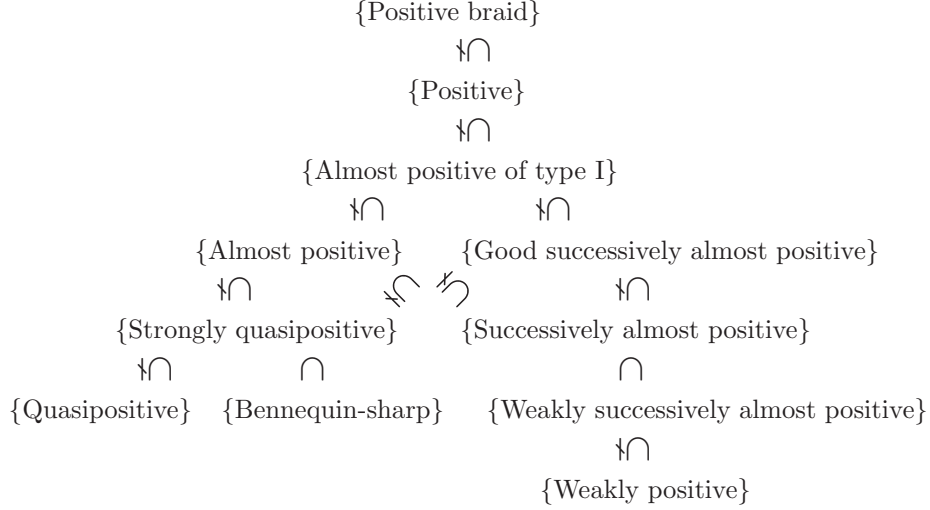 {Positive braid}
⊊
{Positive}
⊊
{Almost positive of type I}
⊊ ⊊
{Almost positive} {Good successively almost positive}
⊊ ⊊ ⊊ ⊊
{Strongly quasipositive} {Successively almost positive}
⊊ ∩ ∩
{Quasipositive} {Bennequin-sharp} {Weakly successively almost positive}
⊊
{Weakly positive}